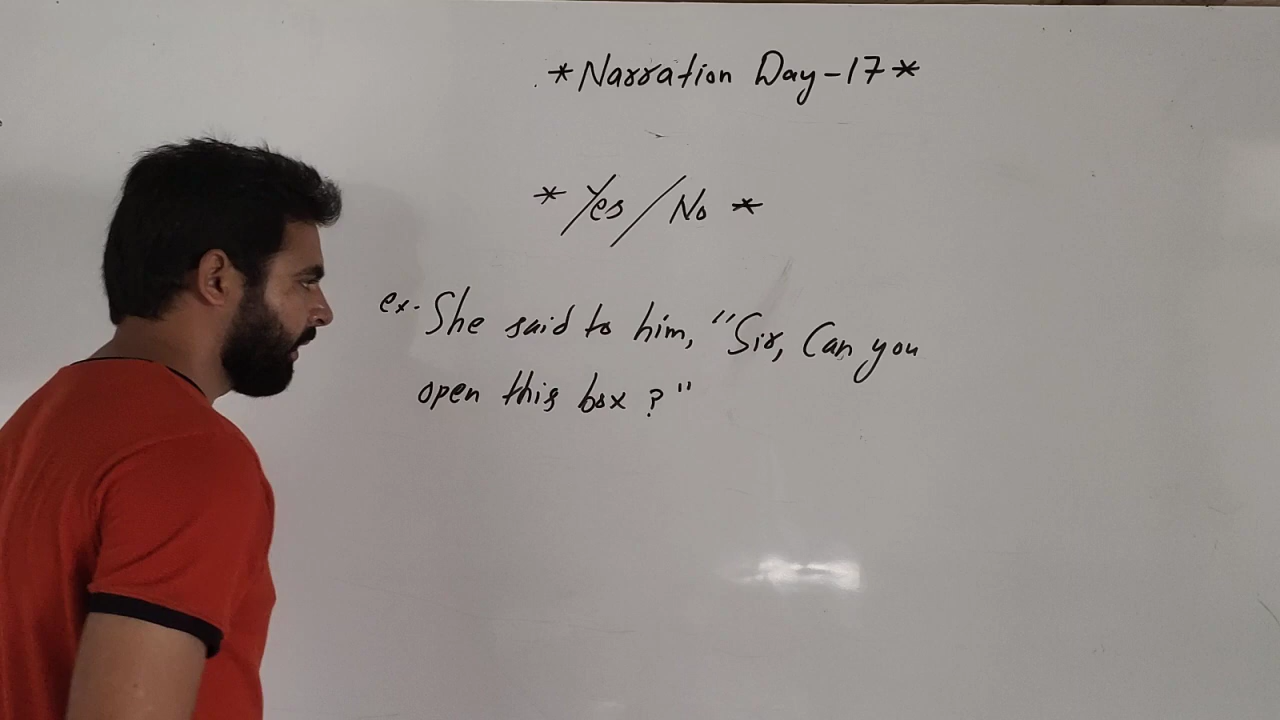 *Narration Day-17*
*Yes/No*
ex. She said to him, "Sir, Can you
open this box?"